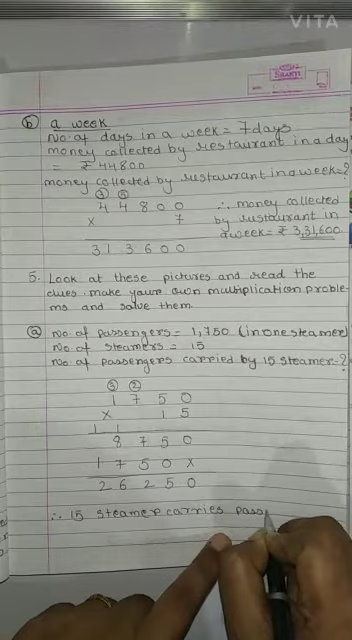 VITA
SHAKTI
(b) a week
No of days in a week = 7 days
money collected by restaurant in a day
= ₹ 44800
money collected by rustaurant in a week = ?
③ ⑤
4 4 8 0 0
× 7
3 1 3 6 0 0
∴ money collected
by rustaurant in
a week = ₹ 3,31,600
5. Look at these pictures and read the
clues make your own multiplication proble-
ms and solve them
(a) No of passengers = 1,750 (in one steamer)
No of steamers = 15
No of passengers carried by 15 steamer = ?
③ ②
1 7 5 0
× 1 5
1 1
8 7 5 0
1 7 5 0 X
2 6 2 5 0
∴ 15 steamer carries pass